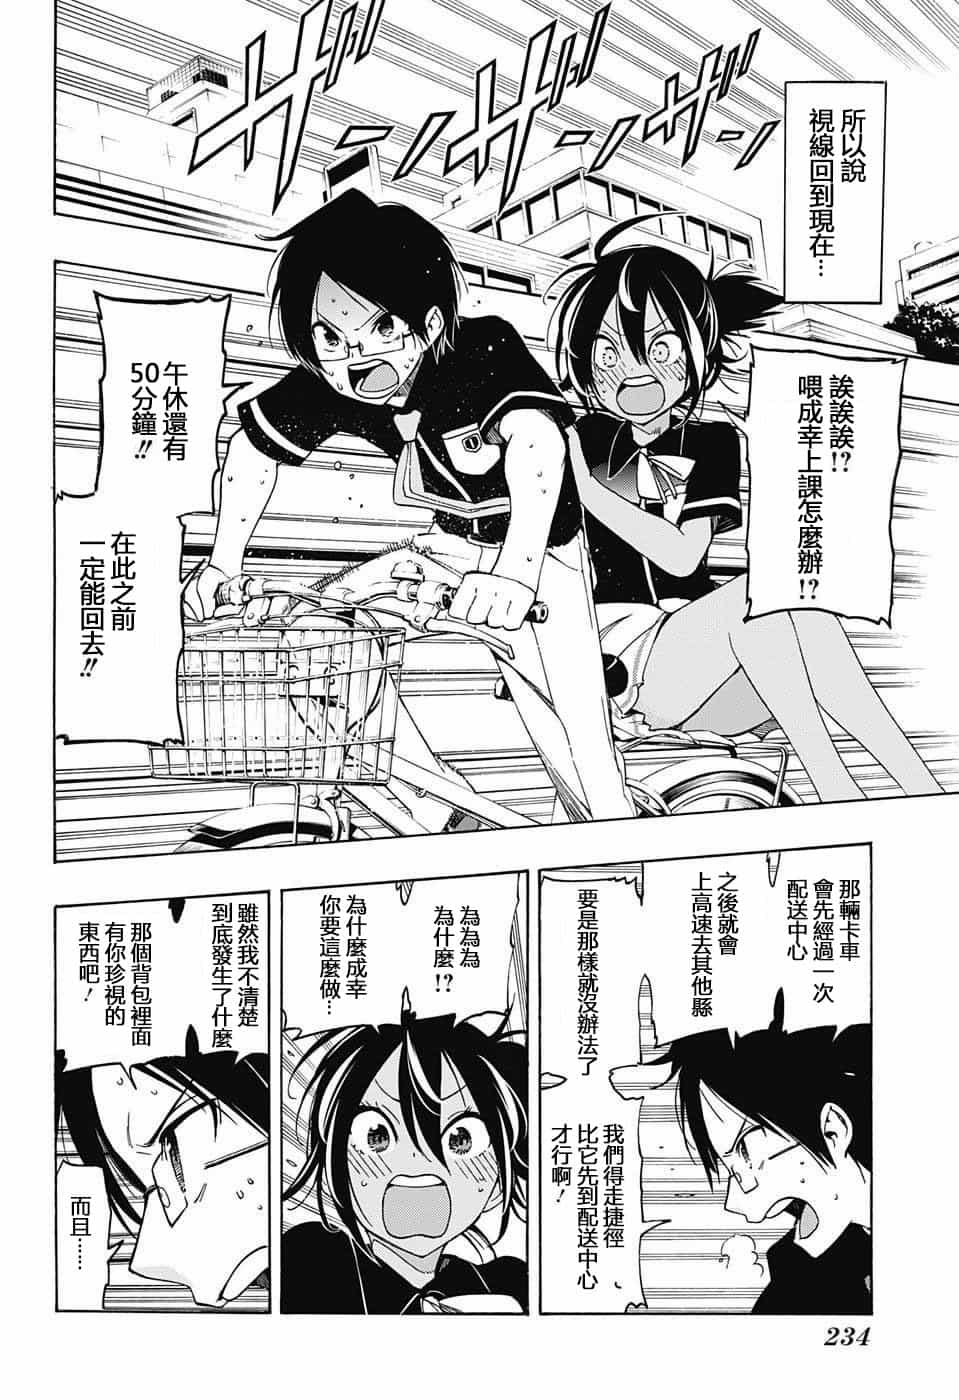 ザーンザーンザーン
所以說
視線回到現在…
誒誒誒!?
喂成幸上課怎麼辦!?
午休還有
50分鐘!!
在此之前
一定能回去!!
那輛卡車
會先經過一次
配送中心
之後就會
上高速去其他縣
要是那樣就沒辦法了
我們得走捷徑
比它先到配送中心
才行啊!
為為為
為什麼!?
為什麼成幸
你要這麼做…
雖然我不清楚
到底發生了什麼
那個背包裡面
有你珍視的
東西吧!
而且……
234